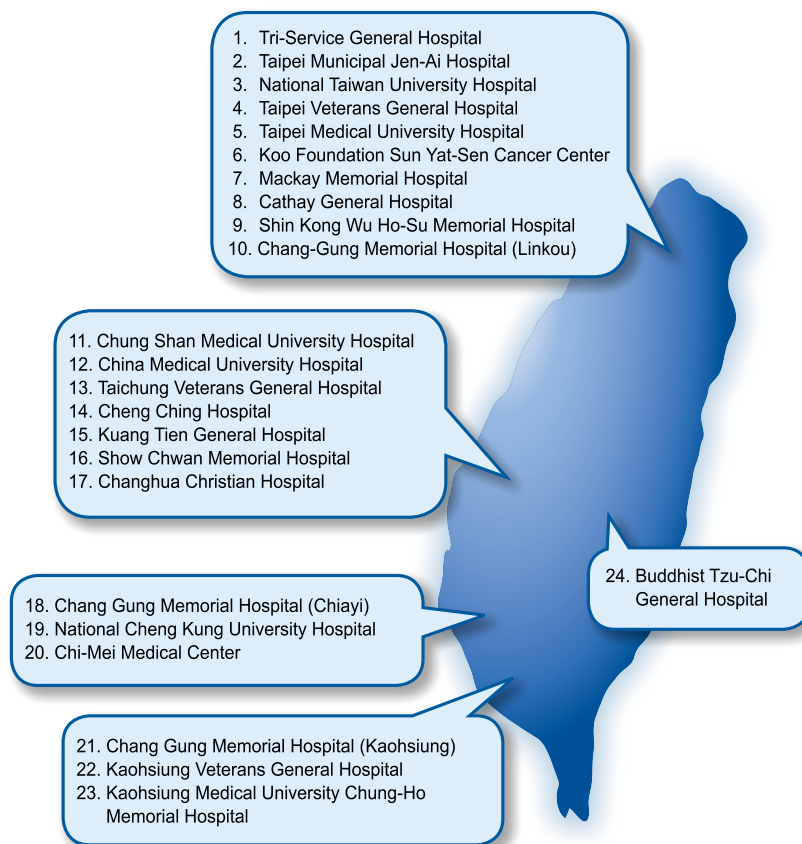 1. Tri-Service General Hospital
2. Taipei Municipal Jen-Ai Hospital
3. National Taiwan University Hospital
4. Taipei Veterans General Hospital
5. Taipei Medical University Hospital
6. Koo Foundation Sun Yat-Sen Cancer Center
7. Mackay Memorial Hospital
8. Cathay General Hospital
9. Shin Kong Wu Ho-Su Memorial Hospital
10. Chang-Gung Memorial Hospital (Linkou)
11. Chung Shan Medical University Hospital
12. China Medical University Hospital
13. Taichung Veterans General Hospital
14. Cheng Ching Hospital
15. Kuang Tien General Hospital
16. Show Chwan Memorial Hospital
17. Changhua Christian Hospital
18. Chang Gung Memorial Hospital (Chiayi)
19. National Cheng Kung University Hospital
20. Chi-Mei Medical Center
21. Chang Gung Memorial Hospital (Kaohsiung)
22. Kaohsiung Veterans General Hospital
23. Kaohsiung Medical University Chung-Ho
Memorial Hospital
24. Buddhist Tzu-Chi
General Hospital